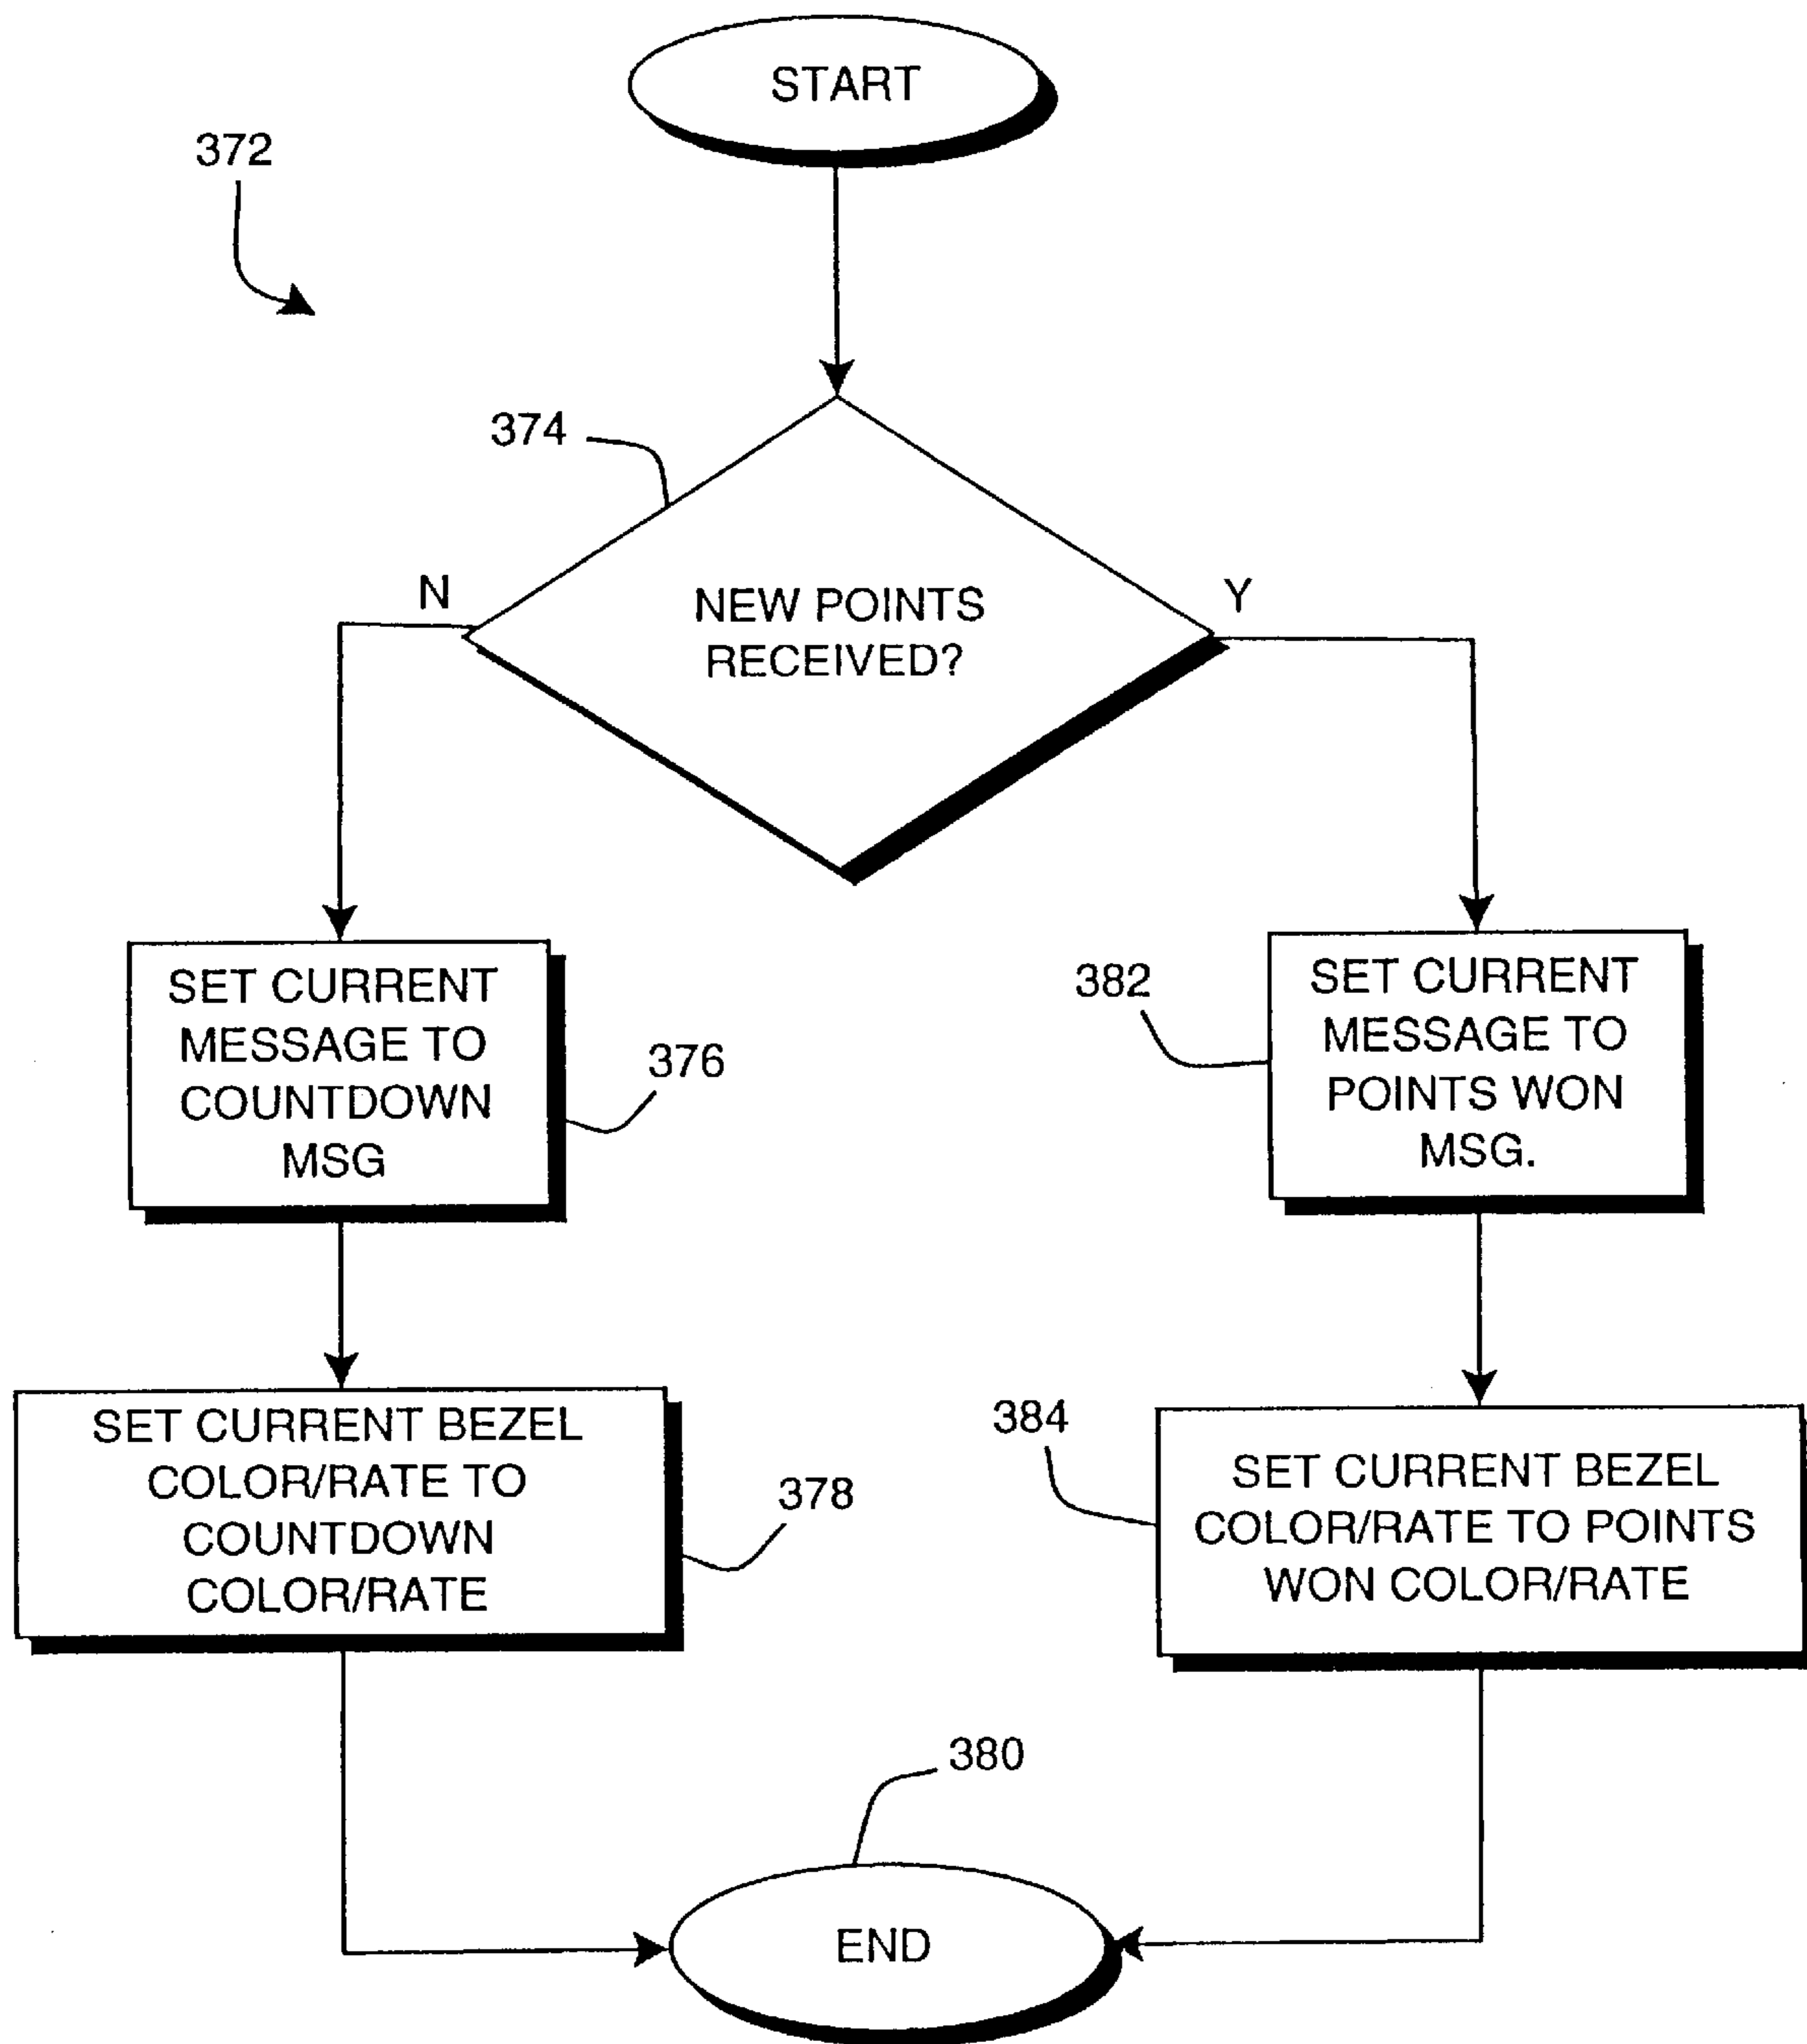 START
372
374
N
Y
NEW POINTS
RECEIVED?
SET CURRENT
MESSAGE TO
COUNTDOWN
MSG
376
382
SET CURRENT
MESSAGE TO
POINTS WON
MSG.
SET CURRENT BEZEL
COLOR/RATE TO
COUNTDOWN
COLOR/RATE
378
384
SET CURRENT BEZEL
COLOR/RATE TO POINTS
WON COLOR/RATE
380
END